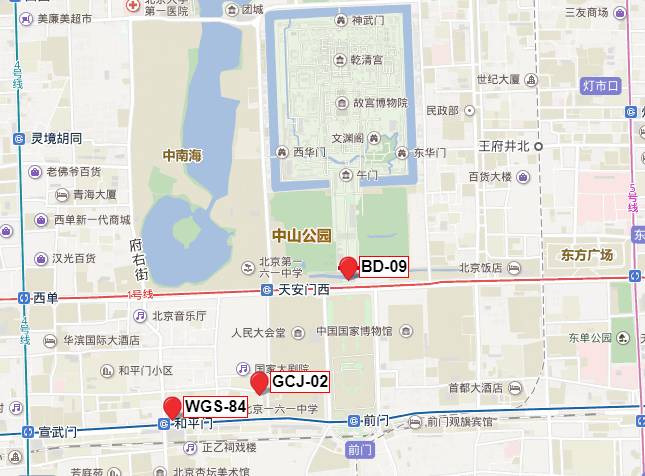 北京大学
第一医院
团城
神武门
三友商场
美廉美超市
4号线
乾清宫
世纪大厦
灯市口
故宫博物院
民政部
灵境胡同
文渊阁
王府井北
中南海
西华门
东华门
老佛爷百货
午门
百货大楼
青海大厦
5号线
西单新一代商城
府右街
中山公园
东方广场
汉光百货
北京第一
六一中学
BD-09
北京饭店
西单
1号线
天安门西
北京音乐厅
4号线
人民大会堂
中国国家博物馆
华滨国际大酒店
东单公园
和平门小区
国家大剧院
GCJ-02
首都大酒店
WGS-84
北京一六一中学
和平门
前门
前门观旗宾馆
宣武门
正乙祠戏楼
前门
芳庭苑
北京杏坛美术馆